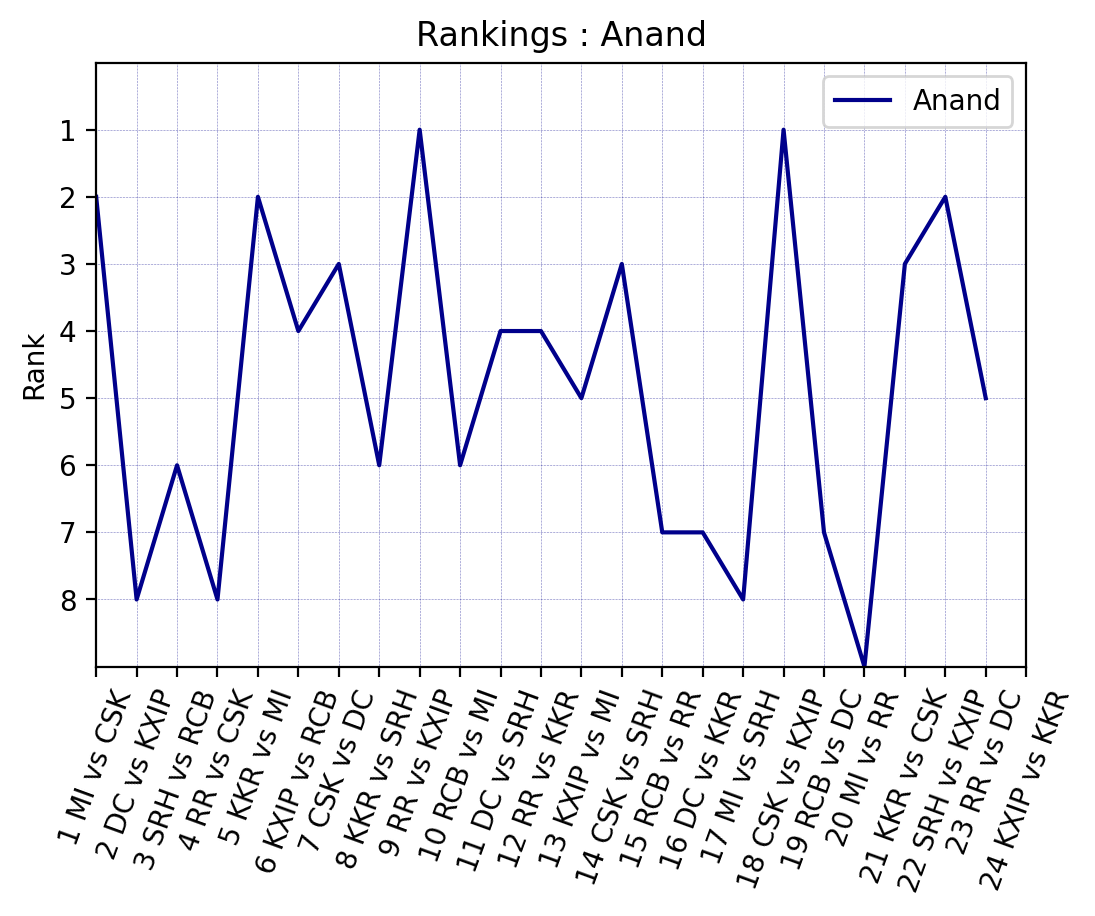 Rankings : Anand
Anand
Rank
1
2
3
4
5
6
7
8
1 MI vs CSK
2 DC vs KXIP
3 SRH vs RCB
4 RR vs CSK
5 KKR vs MI
6 KXIP vs RCB
7 CSK vs DC
8 KKR vs SRH
9 RR vs KXIP
10 RCB vs MI
11 DC vs SRH
12 RR vs KKR
13 KXIP vs MI
14 CSK vs SRH
15 RCB vs RR
16 DC vs KKR
17 MI vs SRH
18 CSK vs KXIP
19 RCB vs DC
20 MI vs RR
21 KKR vs CSK
22 SRH vs KXIP
23 RR vs DC
24 KXIP vs KKR